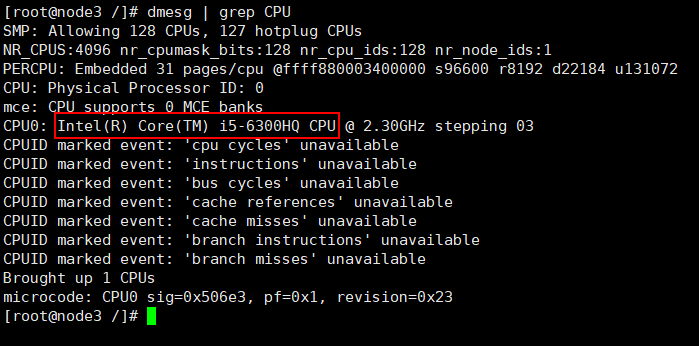 [root@node3 /]# dmesg | grep CPU
SMP: Allowing 128 CPUs, 127 hotplug CPUs
NR_CPUS:4096 nr_cpumask_bits:128 nr_cpu_ids:128 nr_node_ids:1
PERCPU: Embedded 31 pages/cpu @ffff880003400000 s96600 r8192 d22184 u131072
CPU: Physical Processor ID: 0
mce: CPU supports 0 MCE banks
CPU0: Intel(R) Core(TM) i5-6300HQ CPU @ 2.30GHz stepping 03
CPUID marked event: 'cpu cycles' unavailable
CPUID marked event: 'instructions' unavailable
CPUID marked event: 'bus cycles' unavailable
CPUID marked event: 'cache references' unavailable
CPUID marked event: 'cache misses' unavailable
CPUID marked event: 'branch instructions' unavailable
CPUID marked event: 'branch misses' unavailable
Brought up 1 CPUs
microcode: CPU0 sig=0x506e3, pf=0x1, revision=0x23
[root@node3 /]#